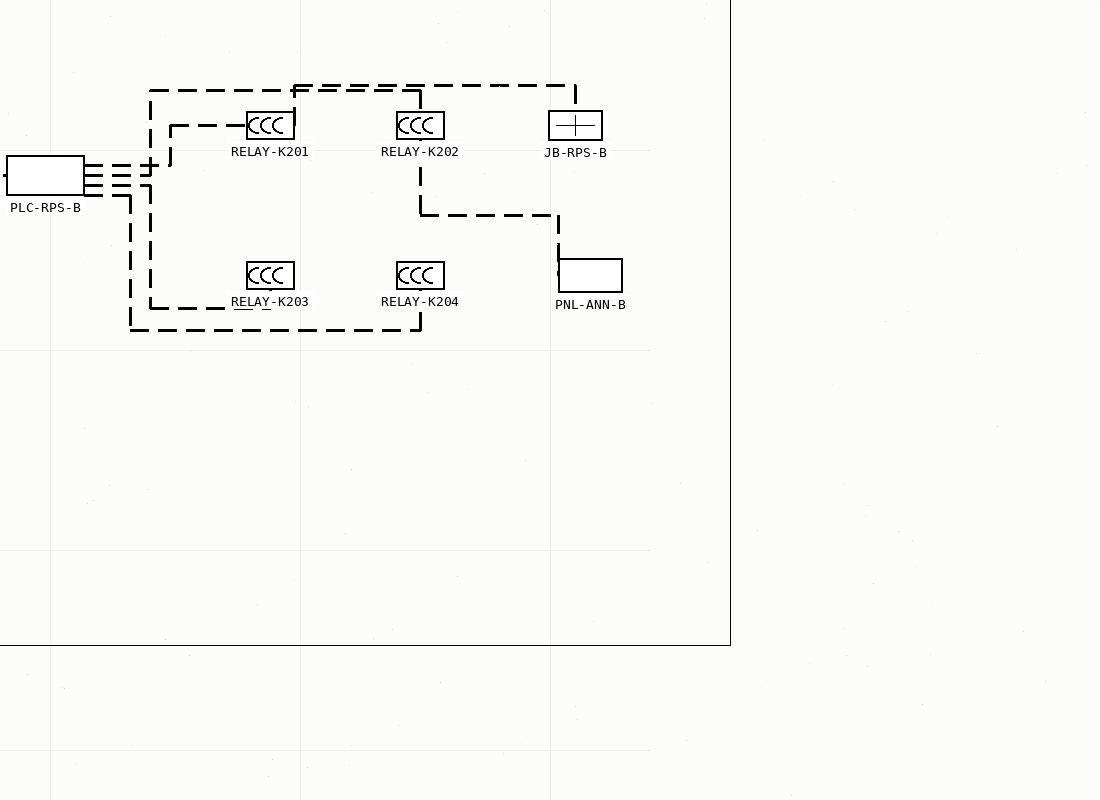 RELAY-K201
RELAY-K202
JB-RPS-B
PLC-RPS-B
RELAY-K203
RELAY-K204
PNL-ANN-B